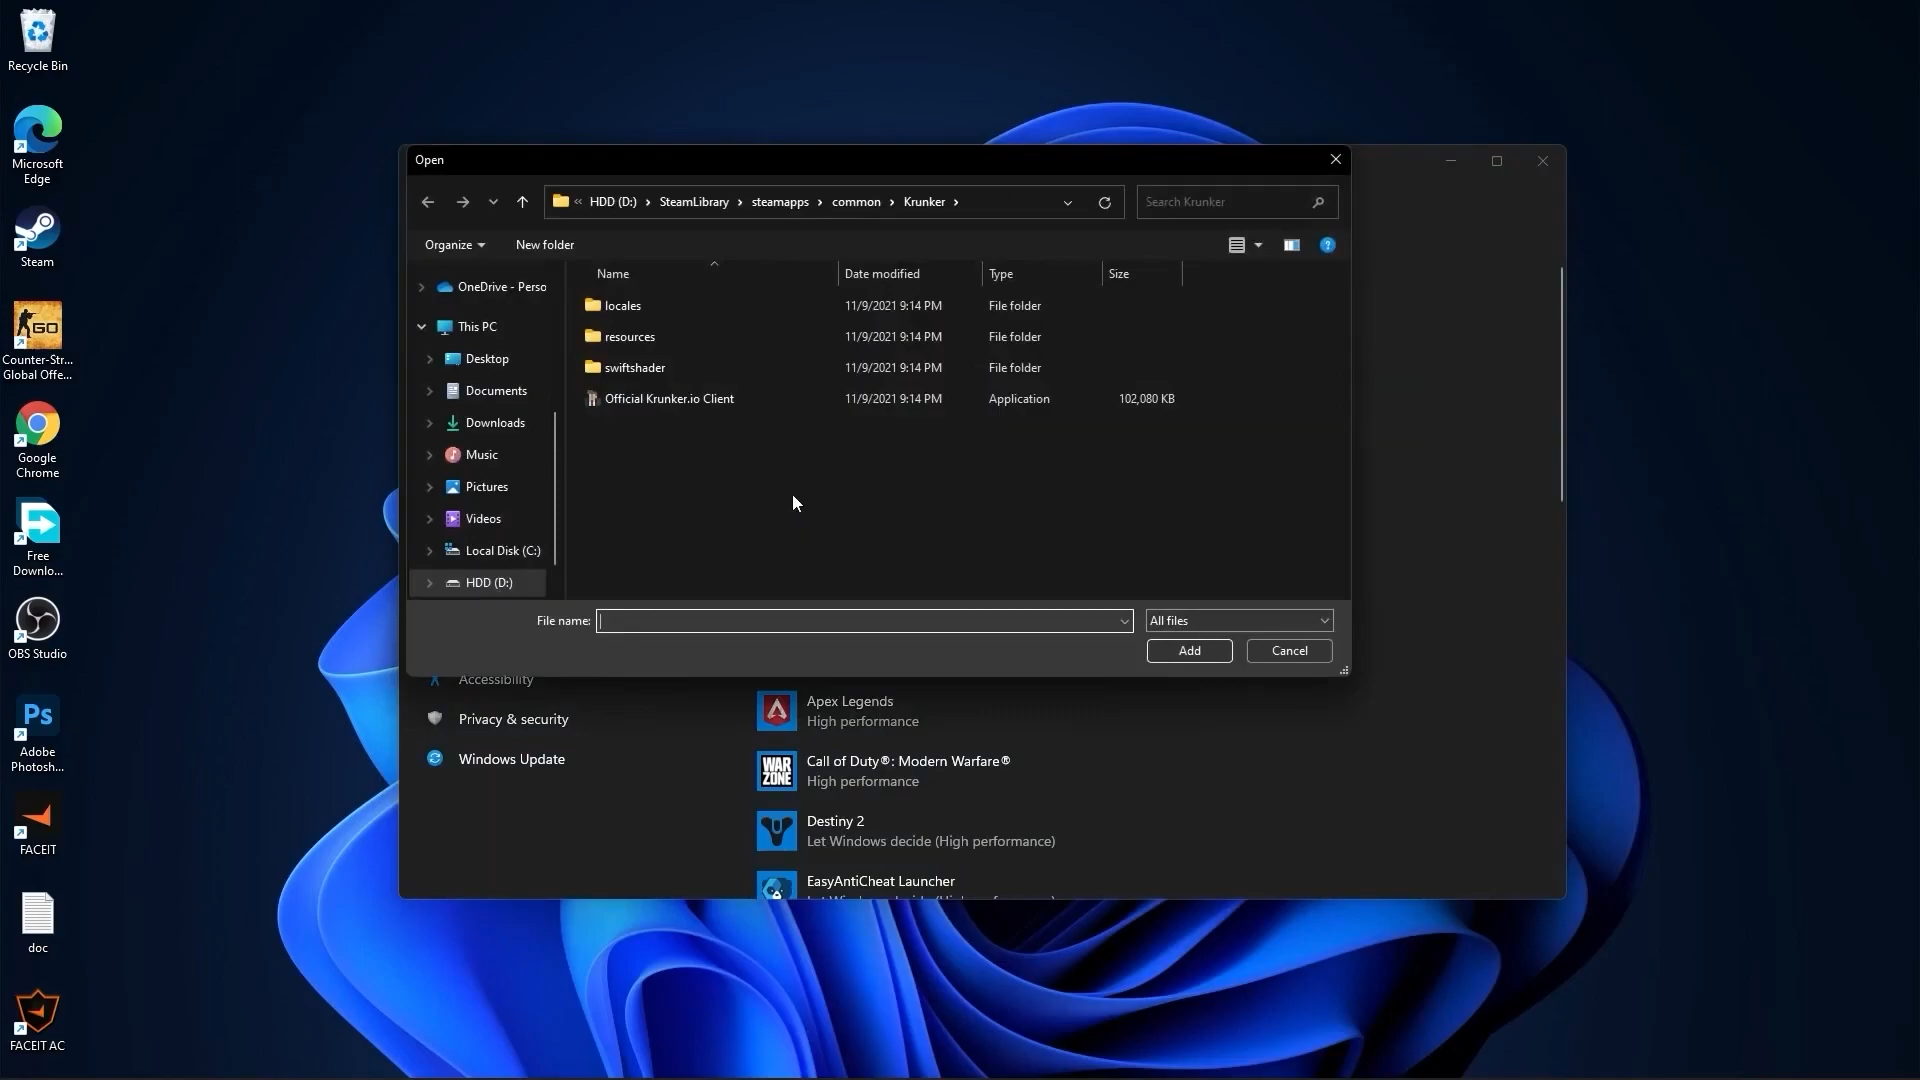 Recycle Bin
Microsoft
Edge
Steam
GO
Counter-Str...
Global Offe...
Google
Chrome
Free
Downlo...
OBS Studio
Ps
Adobe
Photosh...
FACEIT
doc
FACEIT AC
Open
« HDD (D:) › SteamLibrary › steamapps › common › Krunker ›
Search Krunker
Organize
New folder
?
Name
Date modified
Type
Size
OneDrive - Perso
This PC
Desktop
Documents
Downloads
Music
Pictures
Videos
Local Disk (C:)
HDD (D:)
locales 11/9/2021 9:14 PM File folder
resources 11/9/2021 9:14 PM File folder
swiftshader 11/9/2021 9:14 PM File folder
Official Krunker.io Client 11/9/2021 9:14 PM Application 102,080 KB
File name:
All files
Add
Cancel
Accessibility
Privacy & security
Windows Update
Apex Legends
High performance
WAR
ZONE
Call of Duty®: Modern Warfare®
High performance
Destiny 2
Let Windows decide (High performance)
EasyAntiCheat Launcher